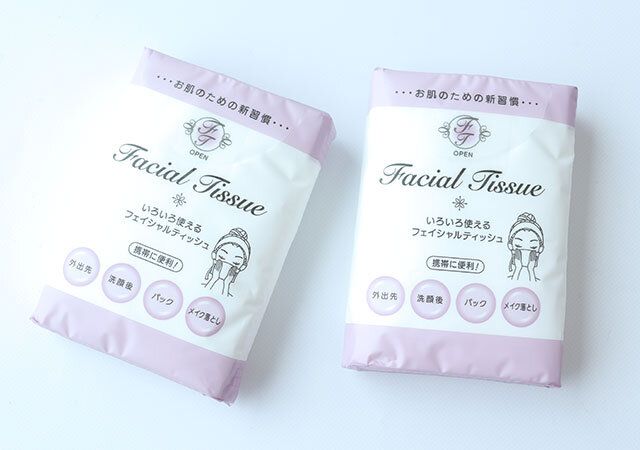 ・・・お肌のための新習慣・・・
FT
OPEN
Facial Tissue
いろいろ使える
フェイシャルティッシュ
携帯に便利！
外出先
洗顔後
パック
メイク落とし
・・・お肌のための新習慣・・・
FT
OPEN
Facial Tissue
いろいろ使える
フェイシャルティッシュ
携帯に便利！
外出先
洗顔後
パック
メイク落とし